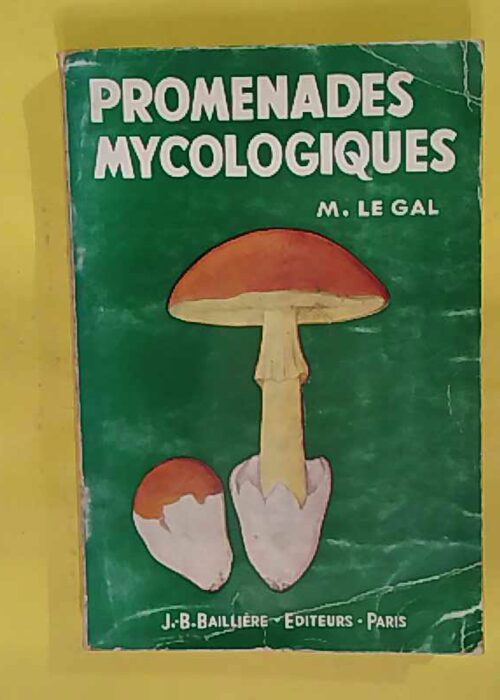 PROMENADES
MYCOLOGIQUES
M. LE GAL
J.-B. BAILLIÈRE - EDITEURS - PARIS